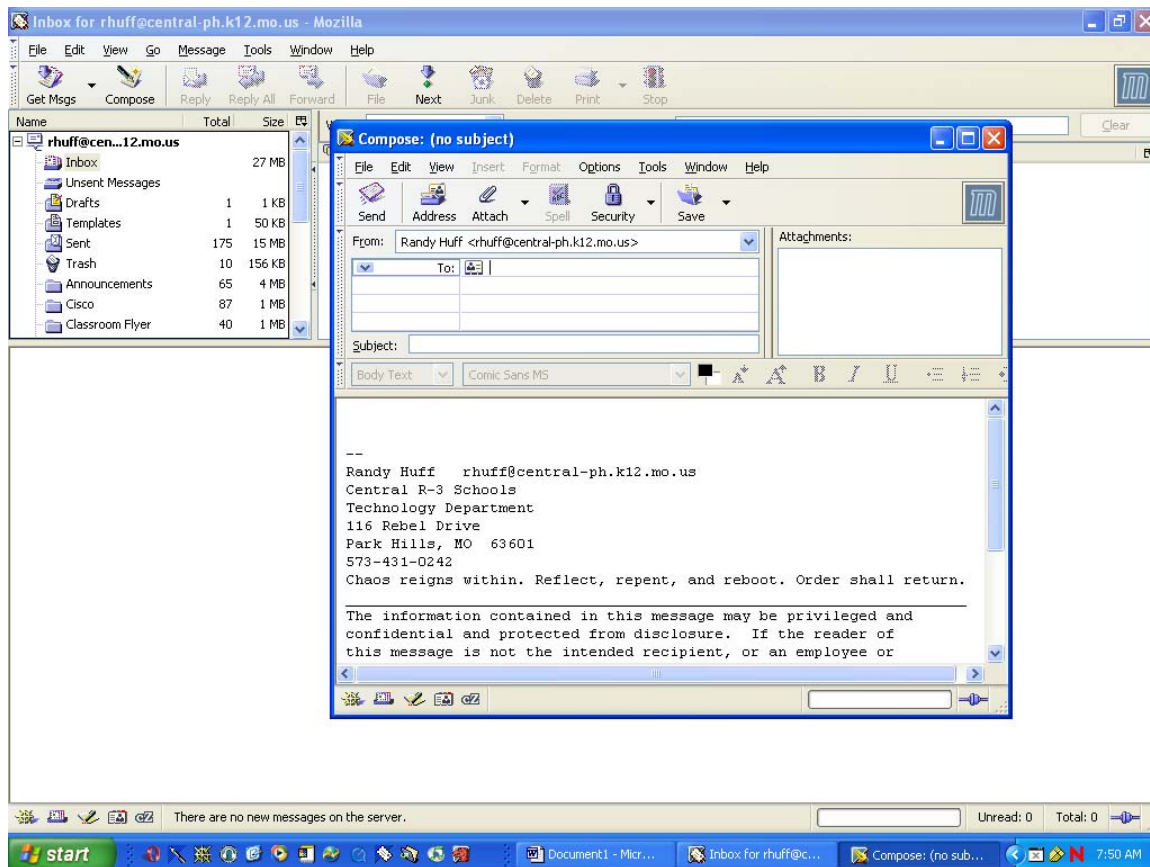 Inbox for rhuff@central-ph.k12.mo.us - Mozilla
File Edit View Go Message Tools Window Help
Get Msgs Compose Reply Reply All Forward File Next Junk Delete Print Stop
Name Total Size
Clear
rhuff@cen...12.mo.us
Inbox 27 MB
Unsent Messages
Drafts 1 1 KB
Templates 1 50 KB
Sent 175 15 MB
Trash 10 156 KB
Announcements 65 4 MB
Cisco 87 1 MB
Classroom Flyer 40 1 MB
Compose: (no subject)
File Edit View Insert Format Options Tools Window Help
Send Address Attach Spell Security Save
From: Randy Huff <rhuff@central-ph.k12.mo.us>
Attachments:
To:
Subject:
Body Text Comic Sans MS
--
Randy Huff rhuff@central-ph.k12.mo.us
Central R-3 Schools
Technology Department
116 Rebel Drive
Park Hills, MO 63601
573-431-0242
Chaos reigns within. Reflect, repent, and reboot. Order shall return.
The information contained in this message may be privileged and
confidential and protected from disclosure. If the reader of
this message is not the intended recipient, or an employee or
There are no new messages on the server.
Unread: 0 Total: 0
start Document1 - Micr... Inbox for rhuff@c... Compose: (no sub... 7:50 AM